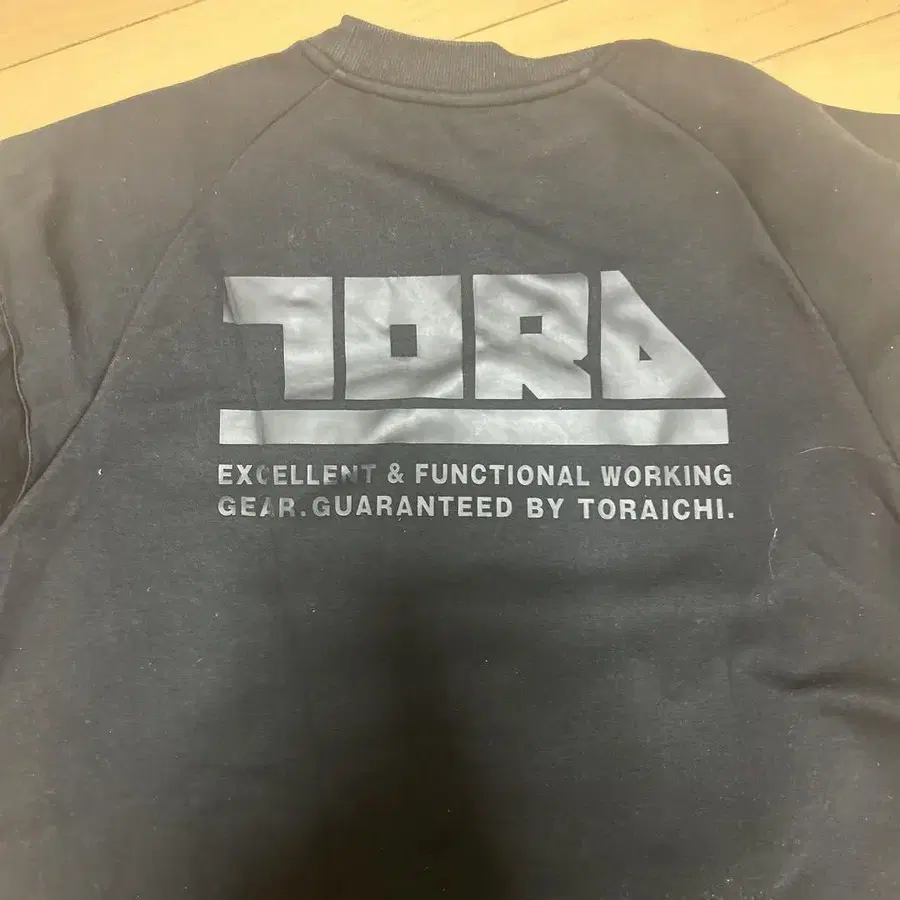 TORA
EXCELLENT & FUNCTIONAL WORKING
GEAR.GUARANTEED BY TORAICHI.